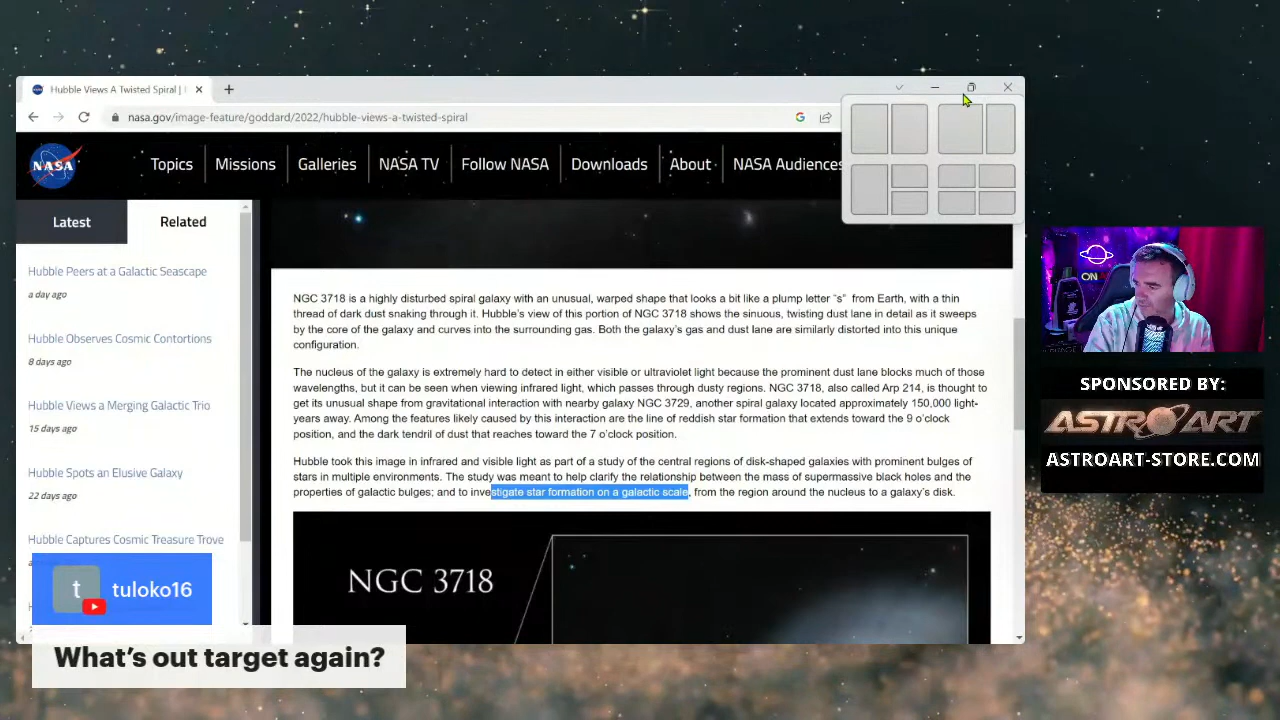 Hubble Views A Twisted Spiral |
nasa.gov/image-feature/goddard/2022/hubble-views-a-twisted-spiral
NASA
Topics
Missions
Galleries
NASA TV
Follow NASA
Downloads
About
NASA Audiences
Latest
Related
Hubble Peers at a Galactic Seascape
a day ago
Hubble Observes Cosmic Contortions
8 days ago
Hubble Views a Merging Galactic Trio
15 days ago
Hubble Spots an Elusive Galaxy
22 days ago
Hubble Captures Cosmic Treasure Trove
NGC 3718 is a highly disturbed spiral galaxy with an unusual, warped shape that looks a bit like a plump letter “s” from Earth, with a thin
thread of dark dust snaking through it. Hubble’s view of this portion of NGC 3718 shows the sinuous, twisting dust lane in detail as it sweeps
by the core of the galaxy and curves into the surrounding gas. Both the galaxy’s gas and dust lane are similarly distorted into this unique
configuration.
The nucleus of the galaxy is extremely hard to detect in either visible or ultraviolet light because the prominent dust lane blocks much of those
wavelengths, but it can be seen when viewing infrared light, which passes through dusty regions. NGC 3718, also called Arp 214, is thought to
get its unusual shape from gravitational interaction with nearby galaxy NGC 3729, another spiral galaxy located approximately 150,000 light-
years away. Among the features likely caused by this interaction are the line of reddish star formation that extends toward the 9 o’clock
position, and the dark tendril of dust that reaches toward the 7 o’clock position.
Hubble took this image in infrared and visible light as part of a study of the central regions of disk-shaped galaxies with prominent bulges of
stars in multiple environments. The study was meant to help clarify the relationship between the mass of supermassive black holes and the
properties of galactic bulges; and to investigate star formation on a galactic scale, from the region around the nucleus to a galaxy’s disk.
NGC 3718
SPONSORED BY:
ASTROART
ASTROART-STORE.COM
t
tuloko16
What’s out target again?